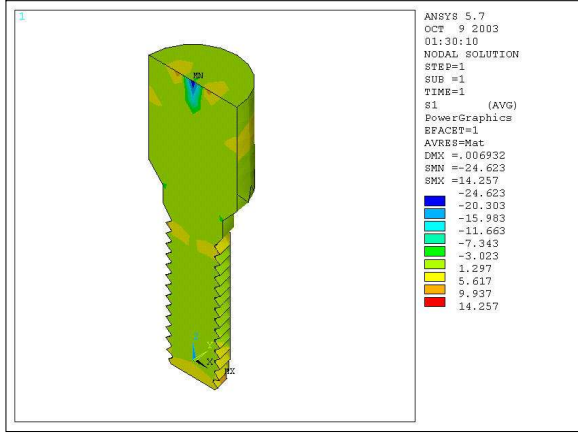 1
ANSYS 5.7
OCT 9 2003
01:30:10
NODAL SOLUTION
STEP=1
SUB =1
TIME=1
S1 (AVG)
PowerGraphics
EFACET=1
AVRES=Mat
DMX =.006932
SMN =-24.623
SMX =14.257
-24.623
-20.303
-15.983
-11.663
-7.343
-3.023
1.297
5.617
9.937
14.257
MN
Z
Y
X
MX